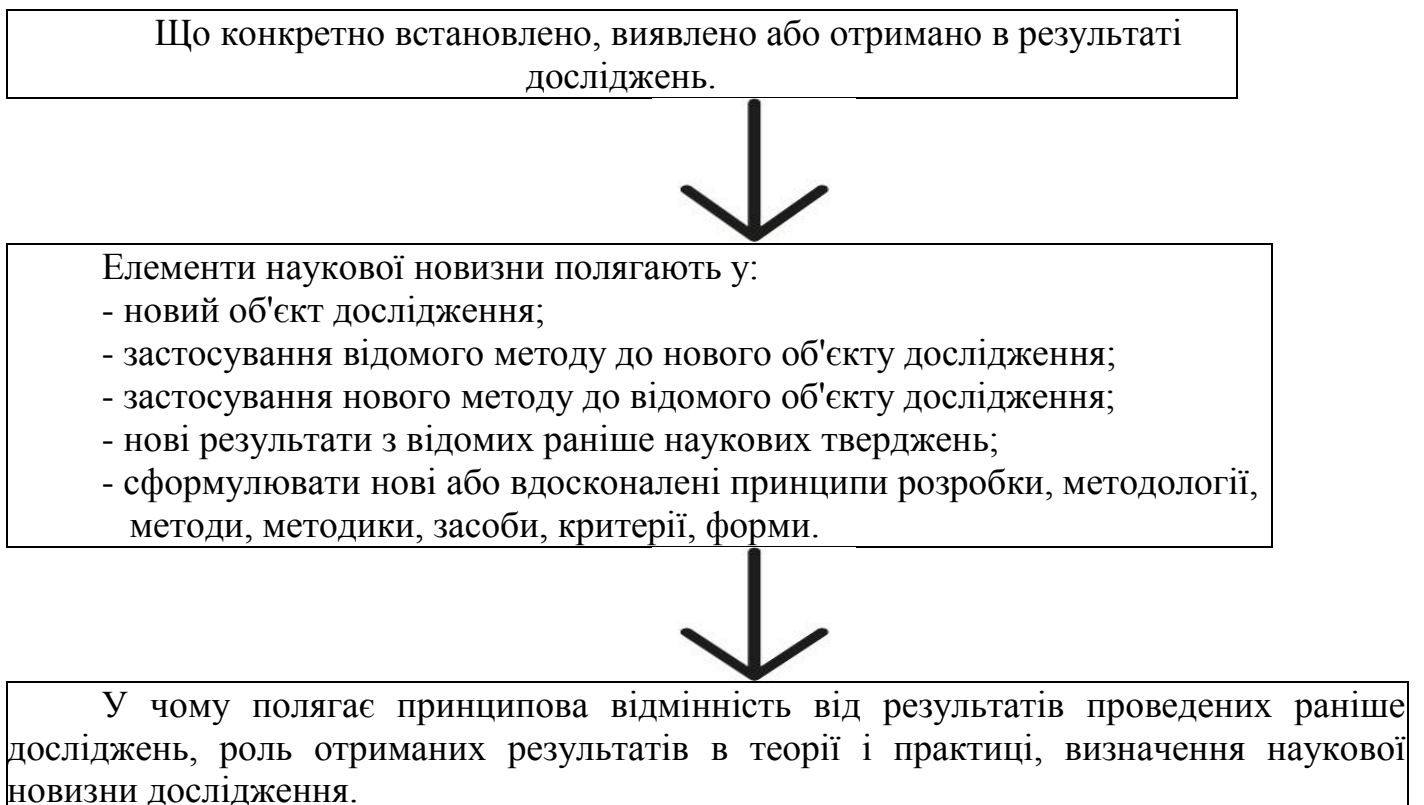 Що конкретно встановлено, виявлено або отримано в результаті
досліджень.
Елементи наукової новизни полягають у:
- новий об'єкт дослідження;
- застосування відомого методу до нового об'єкту дослідження;
- застосування нового методу до відомого об'єкту дослідження;
- нові результати з відомих раніше наукових тверджень;
- сформулювати нові або вдосконалені принципи розробки, методології,
методи, методики, засоби, критерії, форми.
У чому полягає принципова відмінність від результатів проведених раніше
досліджень, роль отриманих результатів в теорії і практиці, визначення наукової
новизни дослідження.